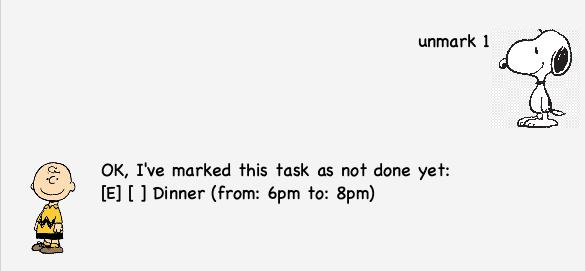 unmark 1
OK, I've marked this task as not done yet:
[E] [ ] Dinner (from: 6pm to: 8pm)